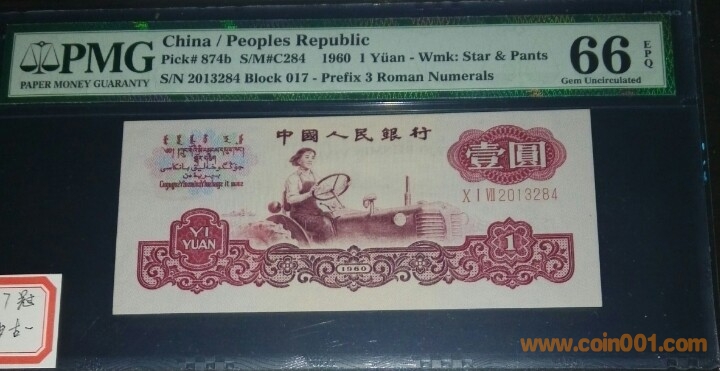 PMG
PAPER MONEY GUARANTY
China / Peoples Republic
Pick# 874b S/M#C284 1960 1 Yüan - Wmk: Star & Pants
S/N 2013284 Block 017 - Prefix 3 Roman Numerals
66 EPQ
Gem Uncirculated
中國人民銀行
壹圓
X I VII 2013284
YI
YUAN
1960
1
www.coin001.com